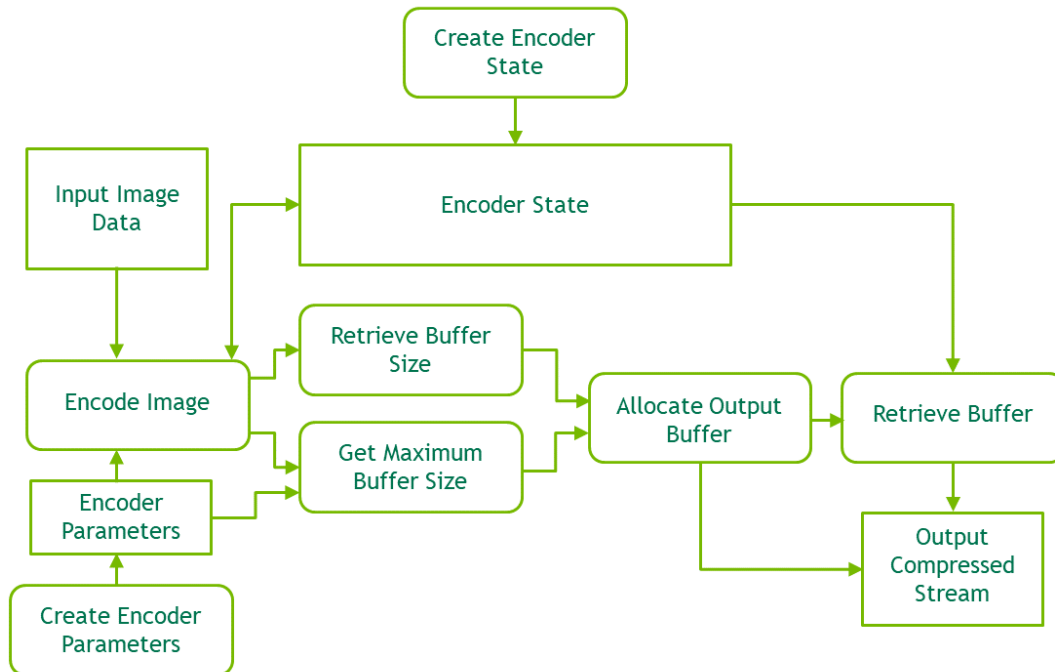 Create Encoder
State
Input Image
Data
Encoder State
Retrieve Buffer
Size
Encode Image
Allocate Output
Buffer
Retrieve Buffer
Get Maximum
Buffer Size
Encoder
Parameters
Output
Compressed
Stream
Create Encoder
Parameters